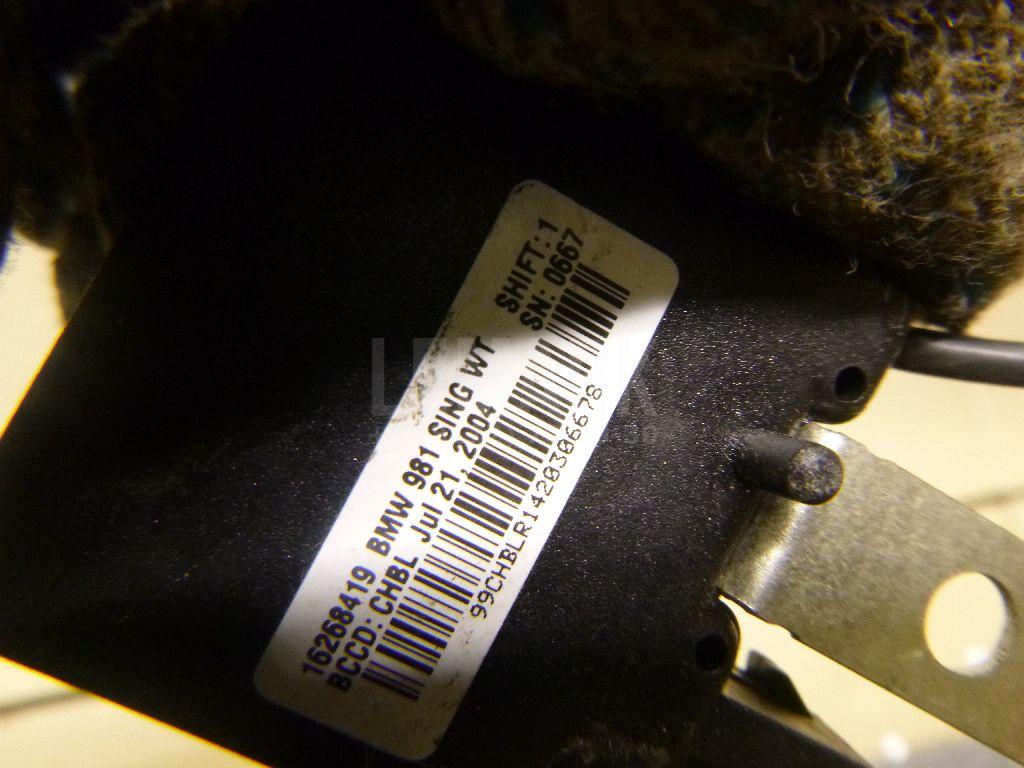 16268419 BMW 981 SING WT SHIFT: 1
BCCD: CHBL Jul 21, 2004 SN: 0667
99CHBLR1420306678